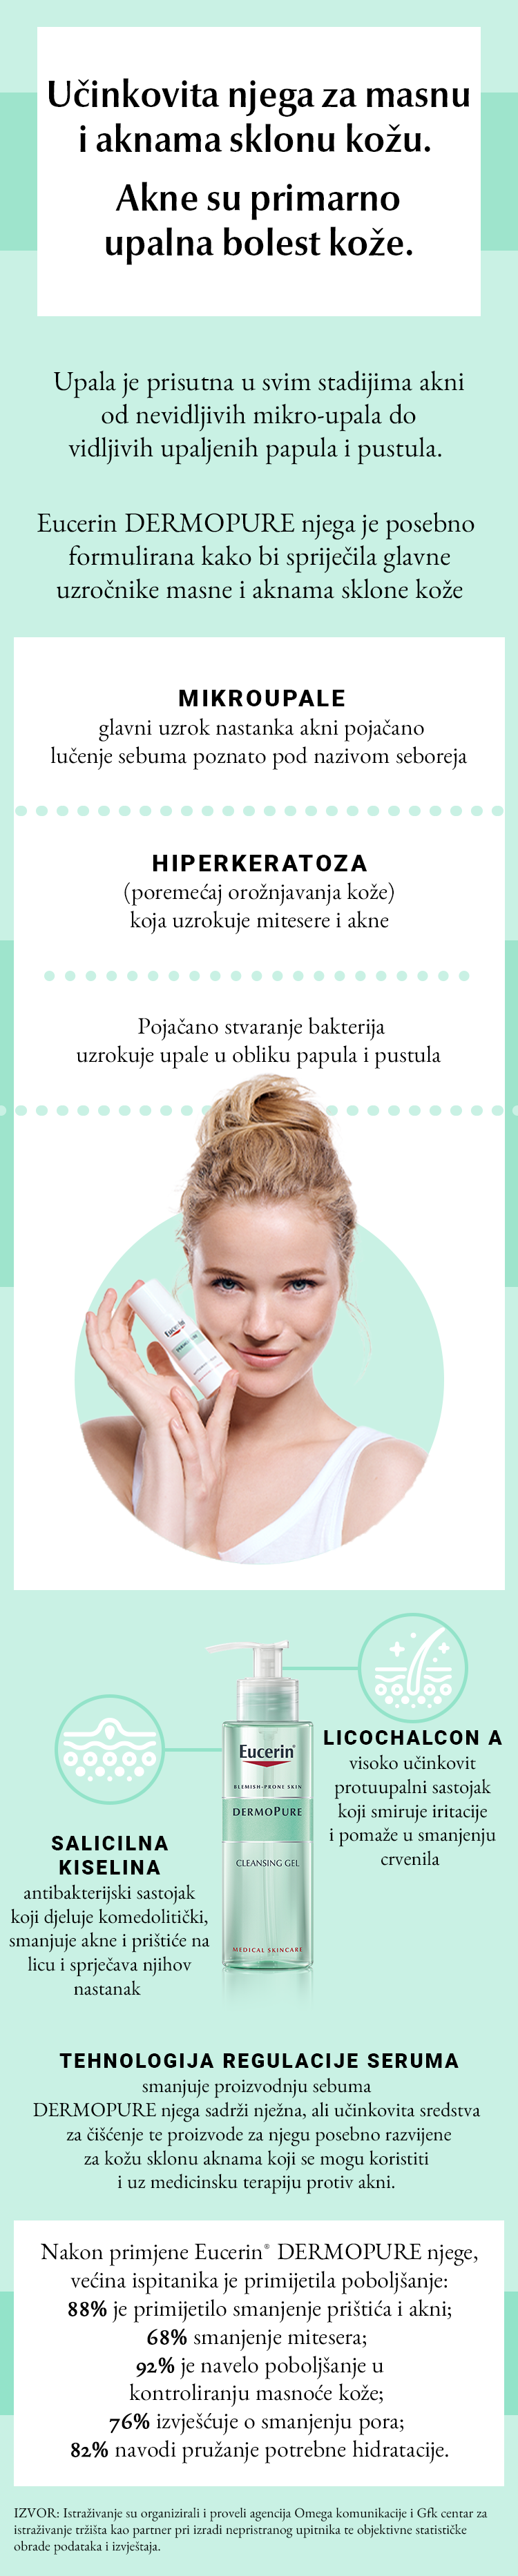 Učinkovita njega za masnu
i aknama sklonu kožu.
Akne su primarno
upalna bolest kože.
Upala je prisutna u svim stadijima akni
od nevidljivih mikro-upala do
vidljivih upaljenih papula i pustula.
Eucerin DERMOPURE njega je posebno
formulirana kako bi spriječila glavne
uzročnike masne i aknama sklone kože
MIKROUPALE
glavni uzrok nastanka akni pojačano
lučenje sebuma poznato pod nazivom seboreja
HIPERKERATOZA
(poremećaj orožnjavanja kože)
koja uzrokuje mitesere i akne
Pojačano stvaranje bakterija
uzrokuje upale u obliku papula i pustula
Eucerin
Eucerin®
BLEMISH-PRONE SKIN
DERMOPURE
CLEANSING GEL
MEDICAL SKINCARE
LICOCHALCON A
visoko učinkovit
protuupalni sastojak
koji smiruje iritacije
i pomaže u smanjenju
crvenila
SALICILNA
KISELINA
antibakterijski sastojak
koji djeluje komedolitički,
smanjuje akne i prištiće na
licu i sprječava njihov
nastanak
TEHNOLOGIJA REGULACIJE SERUMA
smanjuje proizvodnju sebuma
DERMOPURE njega sadrži nježna, ali učinkovita sredstva
za čišćenje te proizvode za njegu posebno razvijene
za kožu sklonu aknama koji se mogu koristiti
i uz medicinsku terapiju protiv akni.
Nakon primjene Eucerin® DERMOPURE njege,
većina ispitanika je primijetila poboljšanje:
88% je primijetilo smanjenje prištića i akni;
68% smanjenje mitesera;
92% je navelo poboljšanje u
kontroliranju masnoće kože;
76% izvješćuje o smanjenju pora;
82% navodi pružanje potrebne hidratacije.
IZVOR: Istraživanje su organizirali i proveli agencija Omega komunikacije i Gfk centar za
istraživanje tržišta kao partner pri izradi nepristranog upitnika te objektivne statističke
obrade podataka i izvještaja.